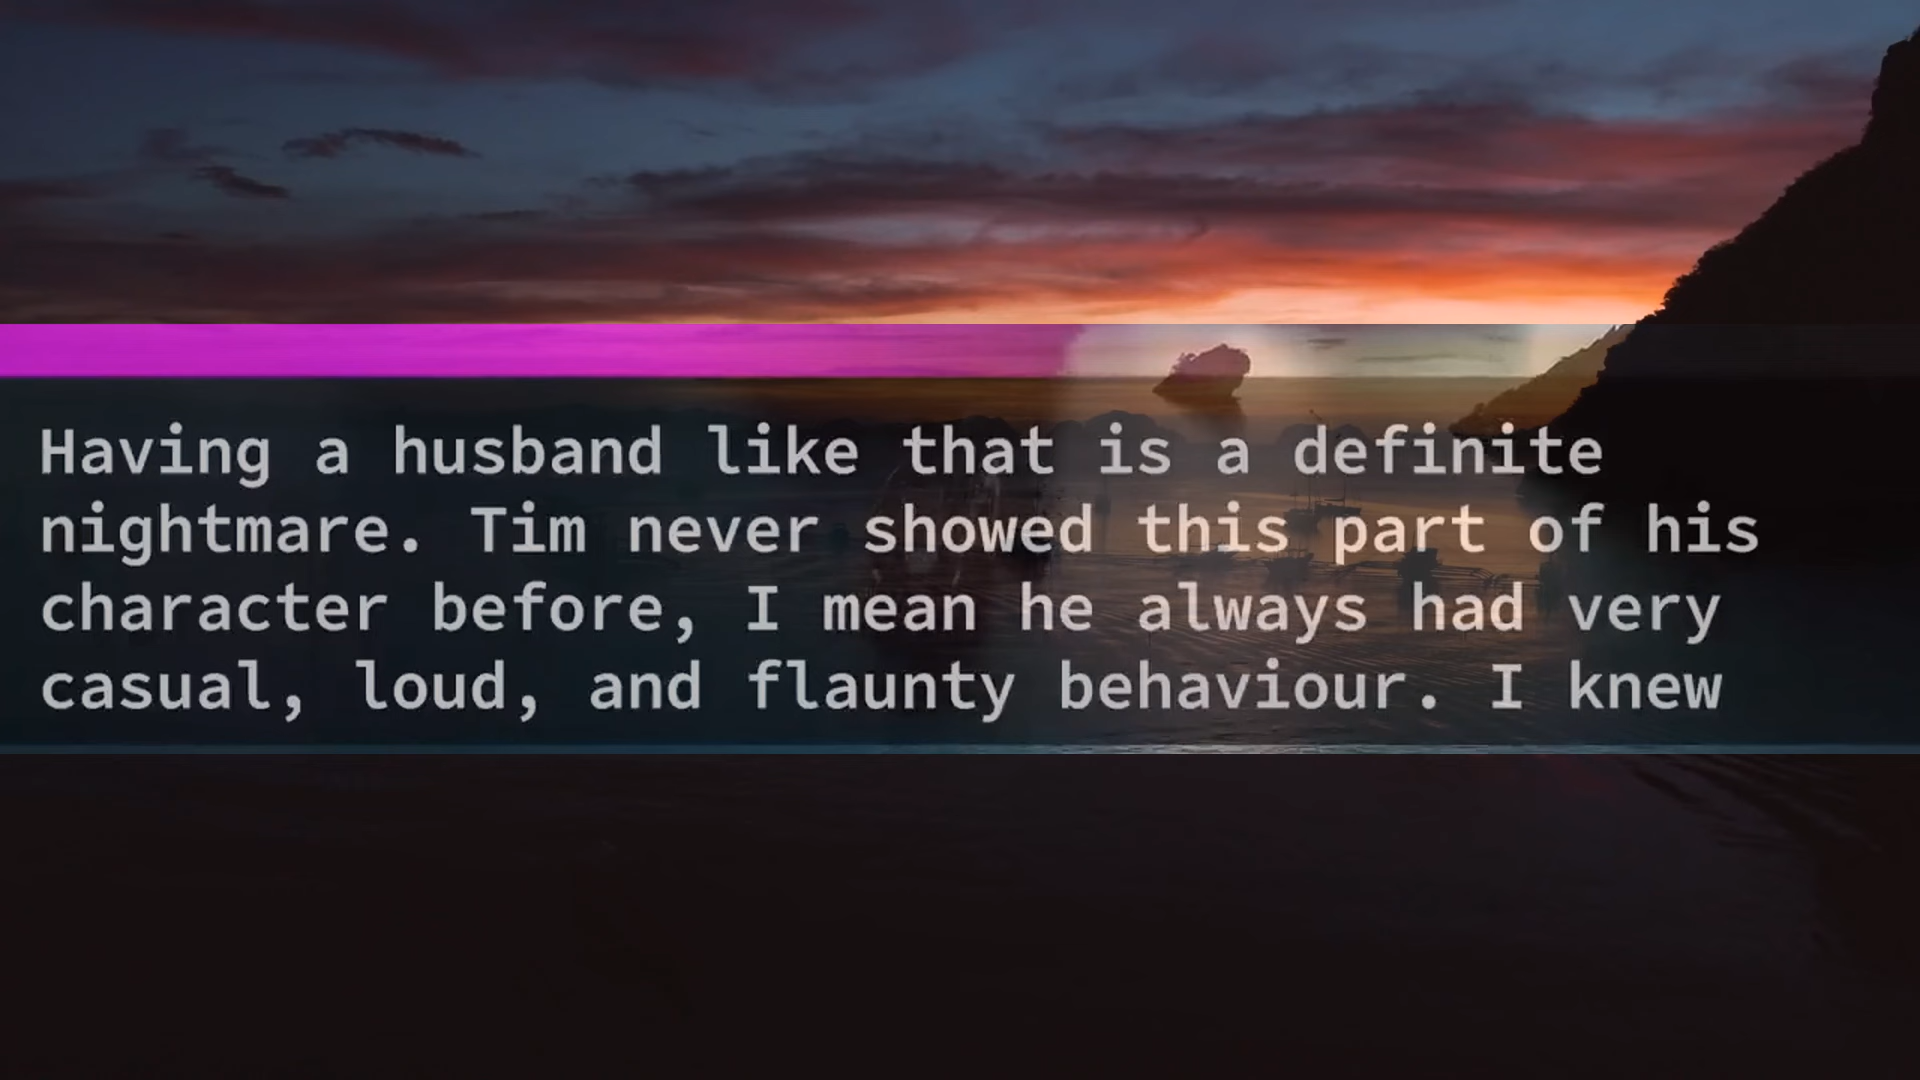 Having a husband like that is a definite
nightmare. Tim never showed this part of his
character before, I mean he always had very
casual, loud, and flaunty behaviour. I knew